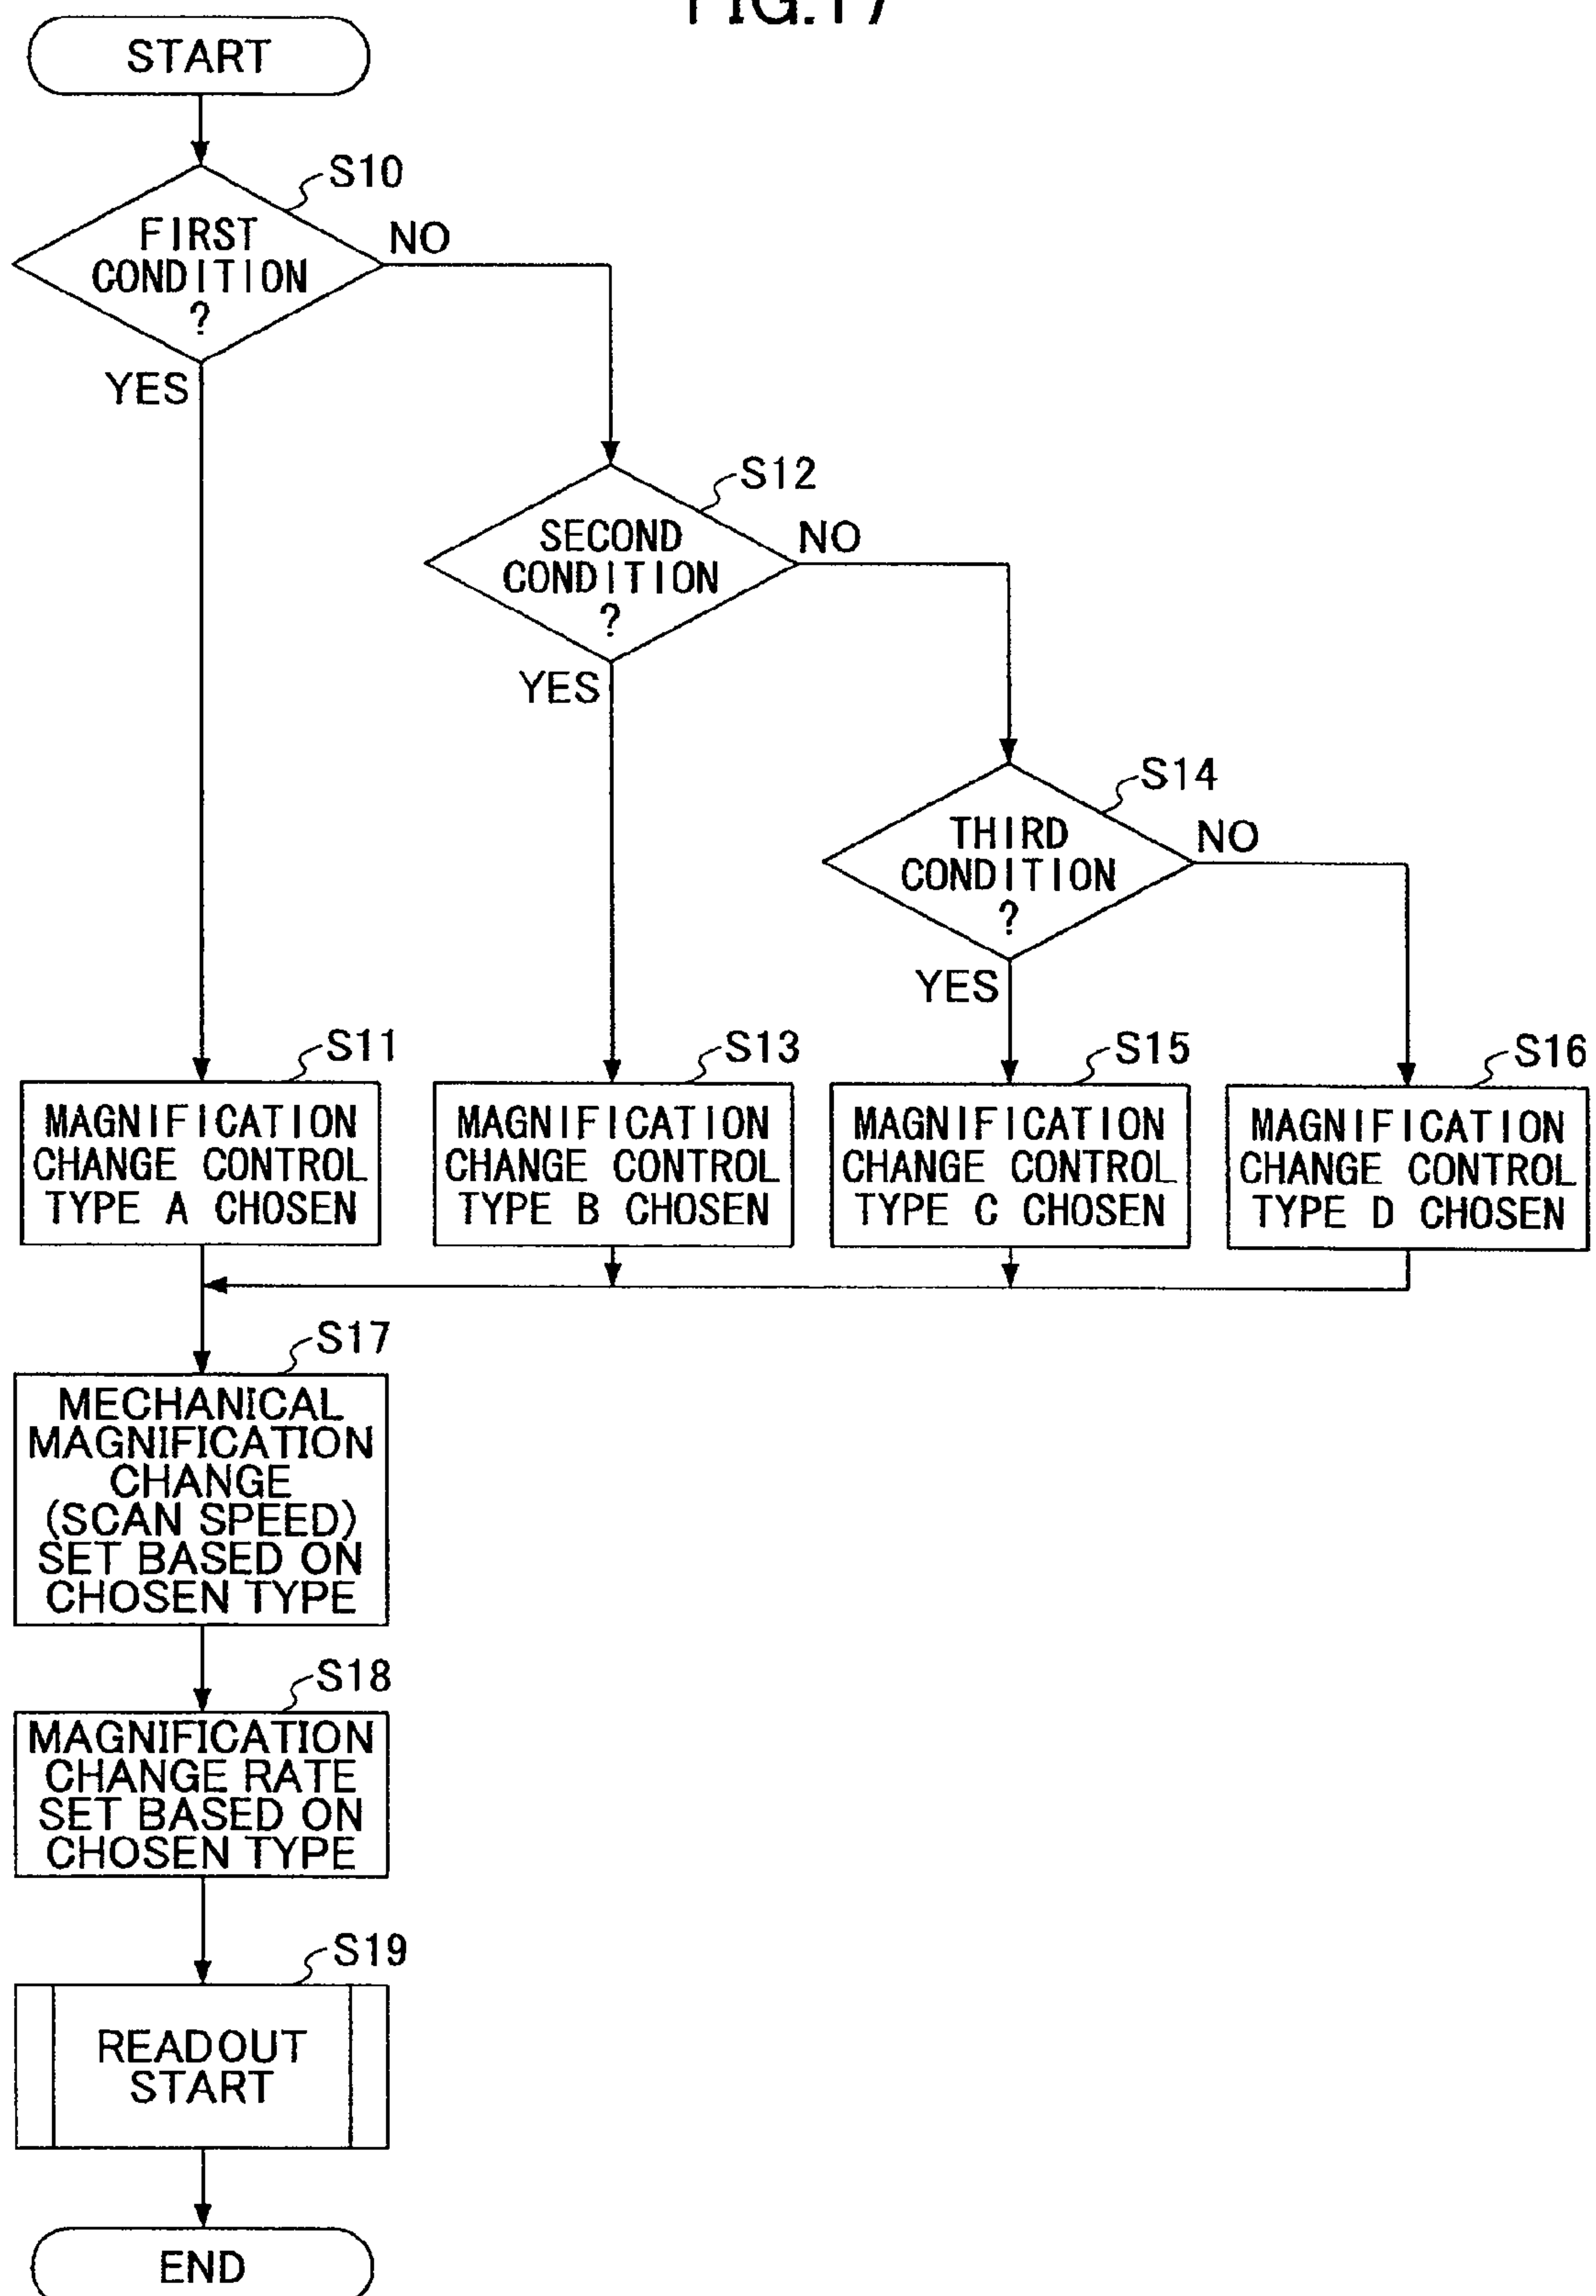 FIG.17
START
S10
FIRST
CONDITION
?
NO
YES
S12
SECOND
CONDITION
?
NO
YES
S14
THIRD
CONDITION
?
NO
YES
S11
MAGNIFICATION
CHANGE CONTROL
TYPE A CHOSEN
S13
MAGNIFICATION
CHANGE CONTROL
TYPE B CHOSEN
S15
MAGNIFICATION
CHANGE CONTROL
TYPE C CHOSEN
S16
MAGNIFICATION
CHANGE CONTROL
TYPE D CHOSEN
S17
MECHANICAL
MAGNIFICATION
CHANGE
(SCAN SPEED)
SET BASED ON
CHOSEN TYPE
S18
MAGNIFICATION
CHANGE RATE
SET BASED ON
CHOSEN TYPE
S19
READOUT
START
END